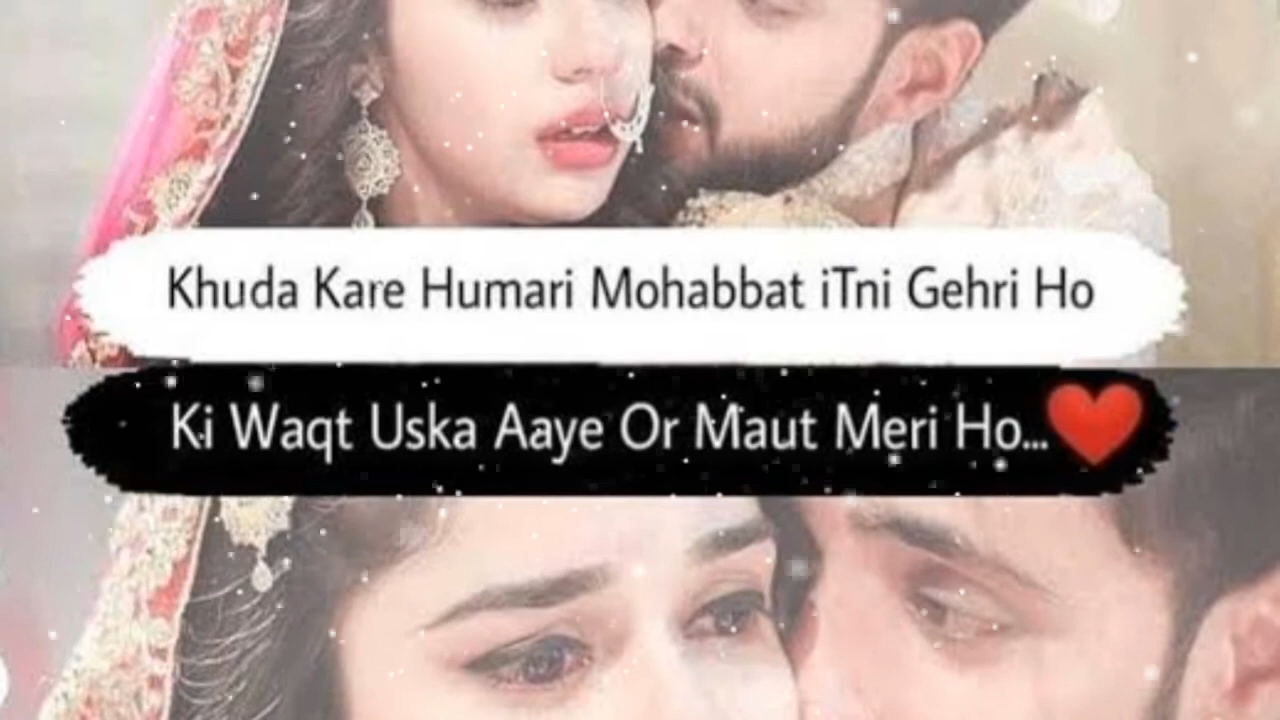 Khuda Kare Humari Mohabbat iTni Gehri Ho
Ki Waqt Uska Aaye Or Maut Meri Ho...❤️